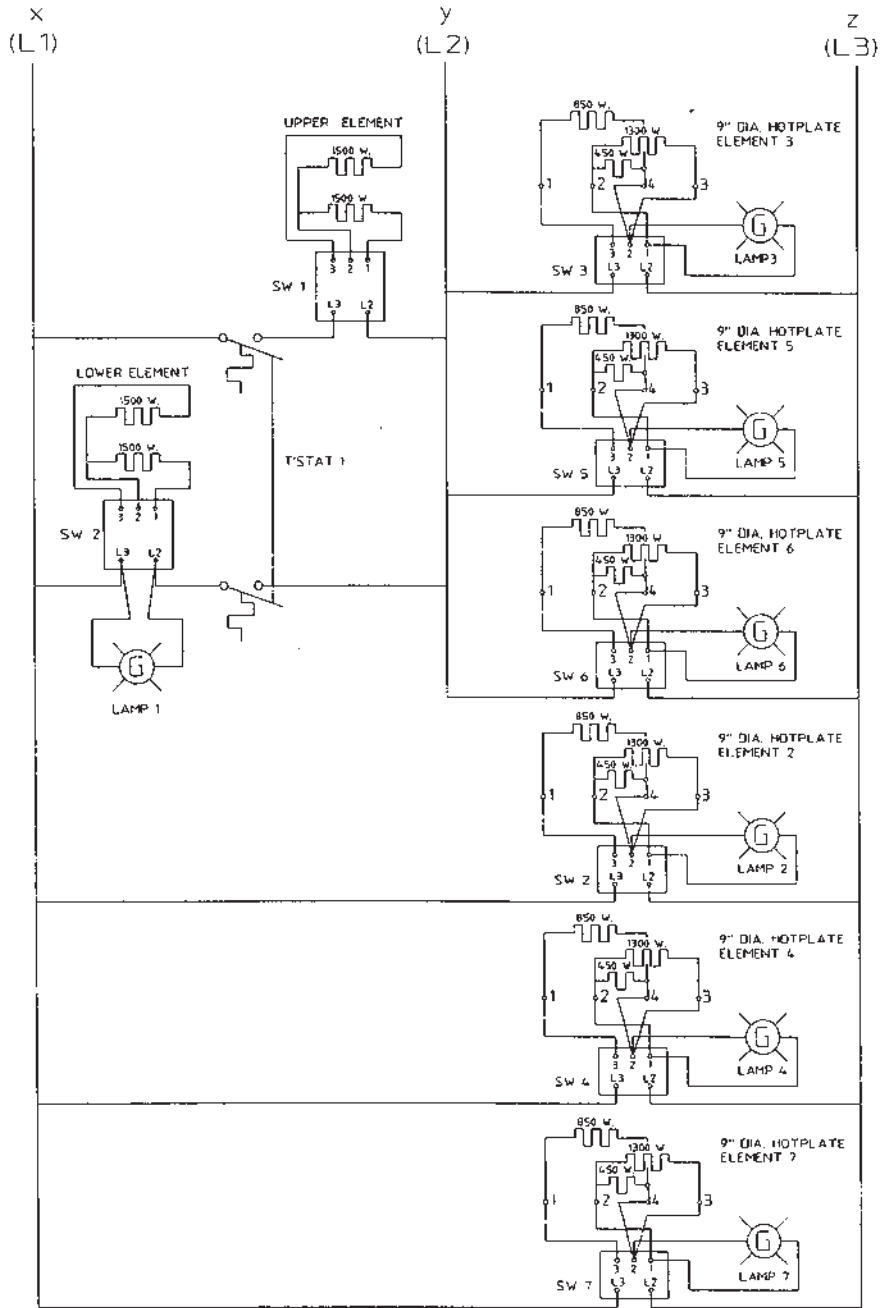 x
(L1)
y
(L2)
z
(L3)
UPPER ELEMENT
1500 W.
1500 W.
3 2 1
SW 1
L3 L2
LOWER ELEMENT
1500 W.
1500 W.
3 2 1
SW 2
L3 L2
T'STAT 1
G
LAMP 1
850 W.
1300 W.
450 W.
9" DIA. HOTPLATE
ELEMENT 3
1 2 4 3
G
LAMP3
3 2 1
SW 3
L3 L2
850 W.
1300 W.
450 W.
9" DIA. HOTPLATE
ELEMENT 5
1 2 4 3
G
LAMP 5
3 2 1
SW 5
L3 L2
850 W.
1300 W.
450 W.
9" DIA. HOTPLATE
ELEMENT 6
1 2 4 3
G
LAMP 6
3 2 1
SW 6
L3 L2
850 W.
1300 W.
450 W.
9" DIA. HOTPLATE
ELEMENT 2
1 2 4 3
G
LAMP 2
3 2 1
SW 2
L3 L2
850 W.
1300 W.
450 W.
9" DIA. HOTPLATE
ELEMENT 4
1 2 4 3
G
LAMP 4
3 2 1
SW 4
L3 L2
850 W.
1300 W.
450 W.
9" DIA. HOTPLATE
ELEMENT 7
1 2 4 3
G
LAMP 7
3 2 1
SW 7
L3 L2